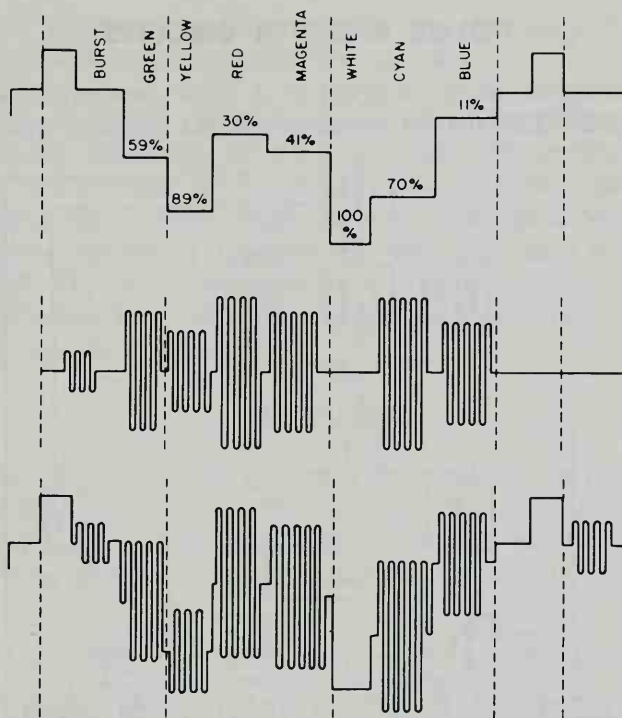 BURST
GREEN
YELLOW
RED
MAGENTA
WHITE
CYAN
BLUE
59%
89%
30%
41%
100
%
70%
11%